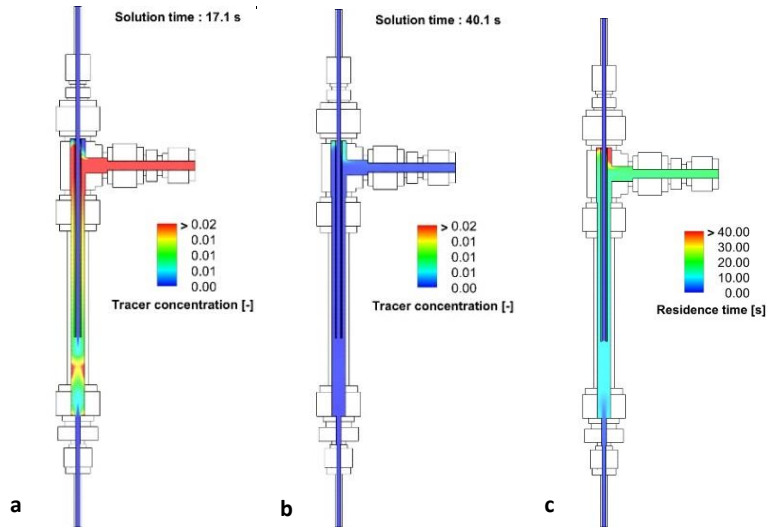 Solution time : 17.1 s
> 0.02
0.01
0.01
0.01
0.00
Tracer concentration [-]
a
Solution time : 40.1 s
> 0.02
0.01
0.01
0.01
0.00
Tracer concentration [-]
b
> 40.00
30.00
20.00
10.00
0.00
Residence time [s]
c